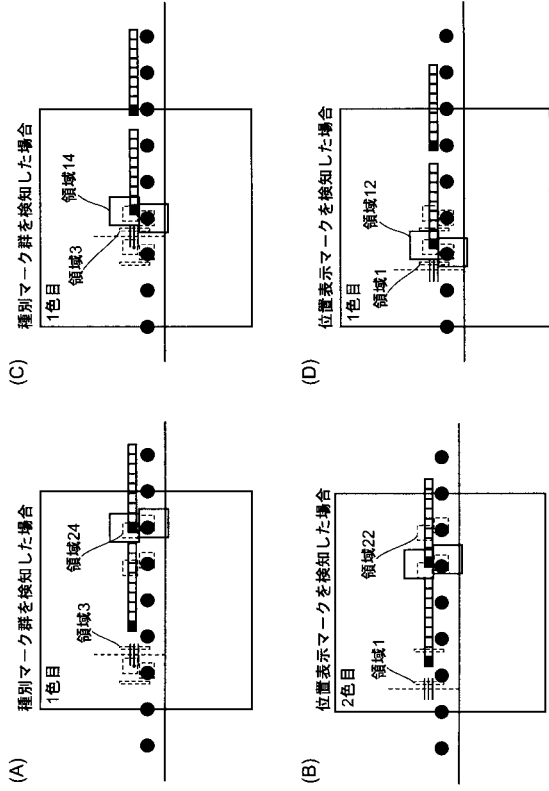 (A)
種別マーク群を検知した場合
1色目
領域3
領域24
(B)
位置表示マークを検知した場合
2色目
領域1
領域22
(C)
種別マーク群を検知した場合
1色目
領域3
領域14
(D)
位置表示マークを検知した場合
1色目
領域1
領域12